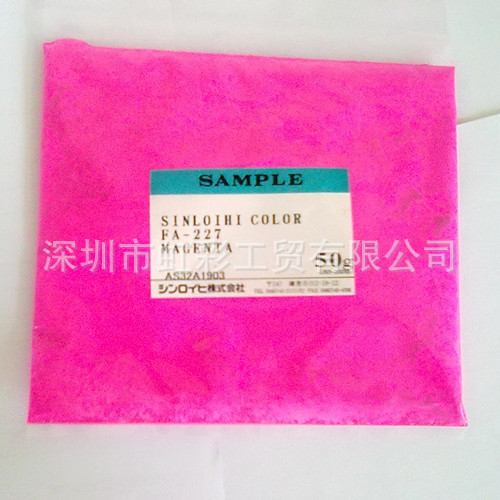 SAMPLE
SINLOIHI COLOR
FA-227
MAGENTA
深圳市虹彩工贸有限公司
AS32A1903
50g
シンロイヒ株式会社